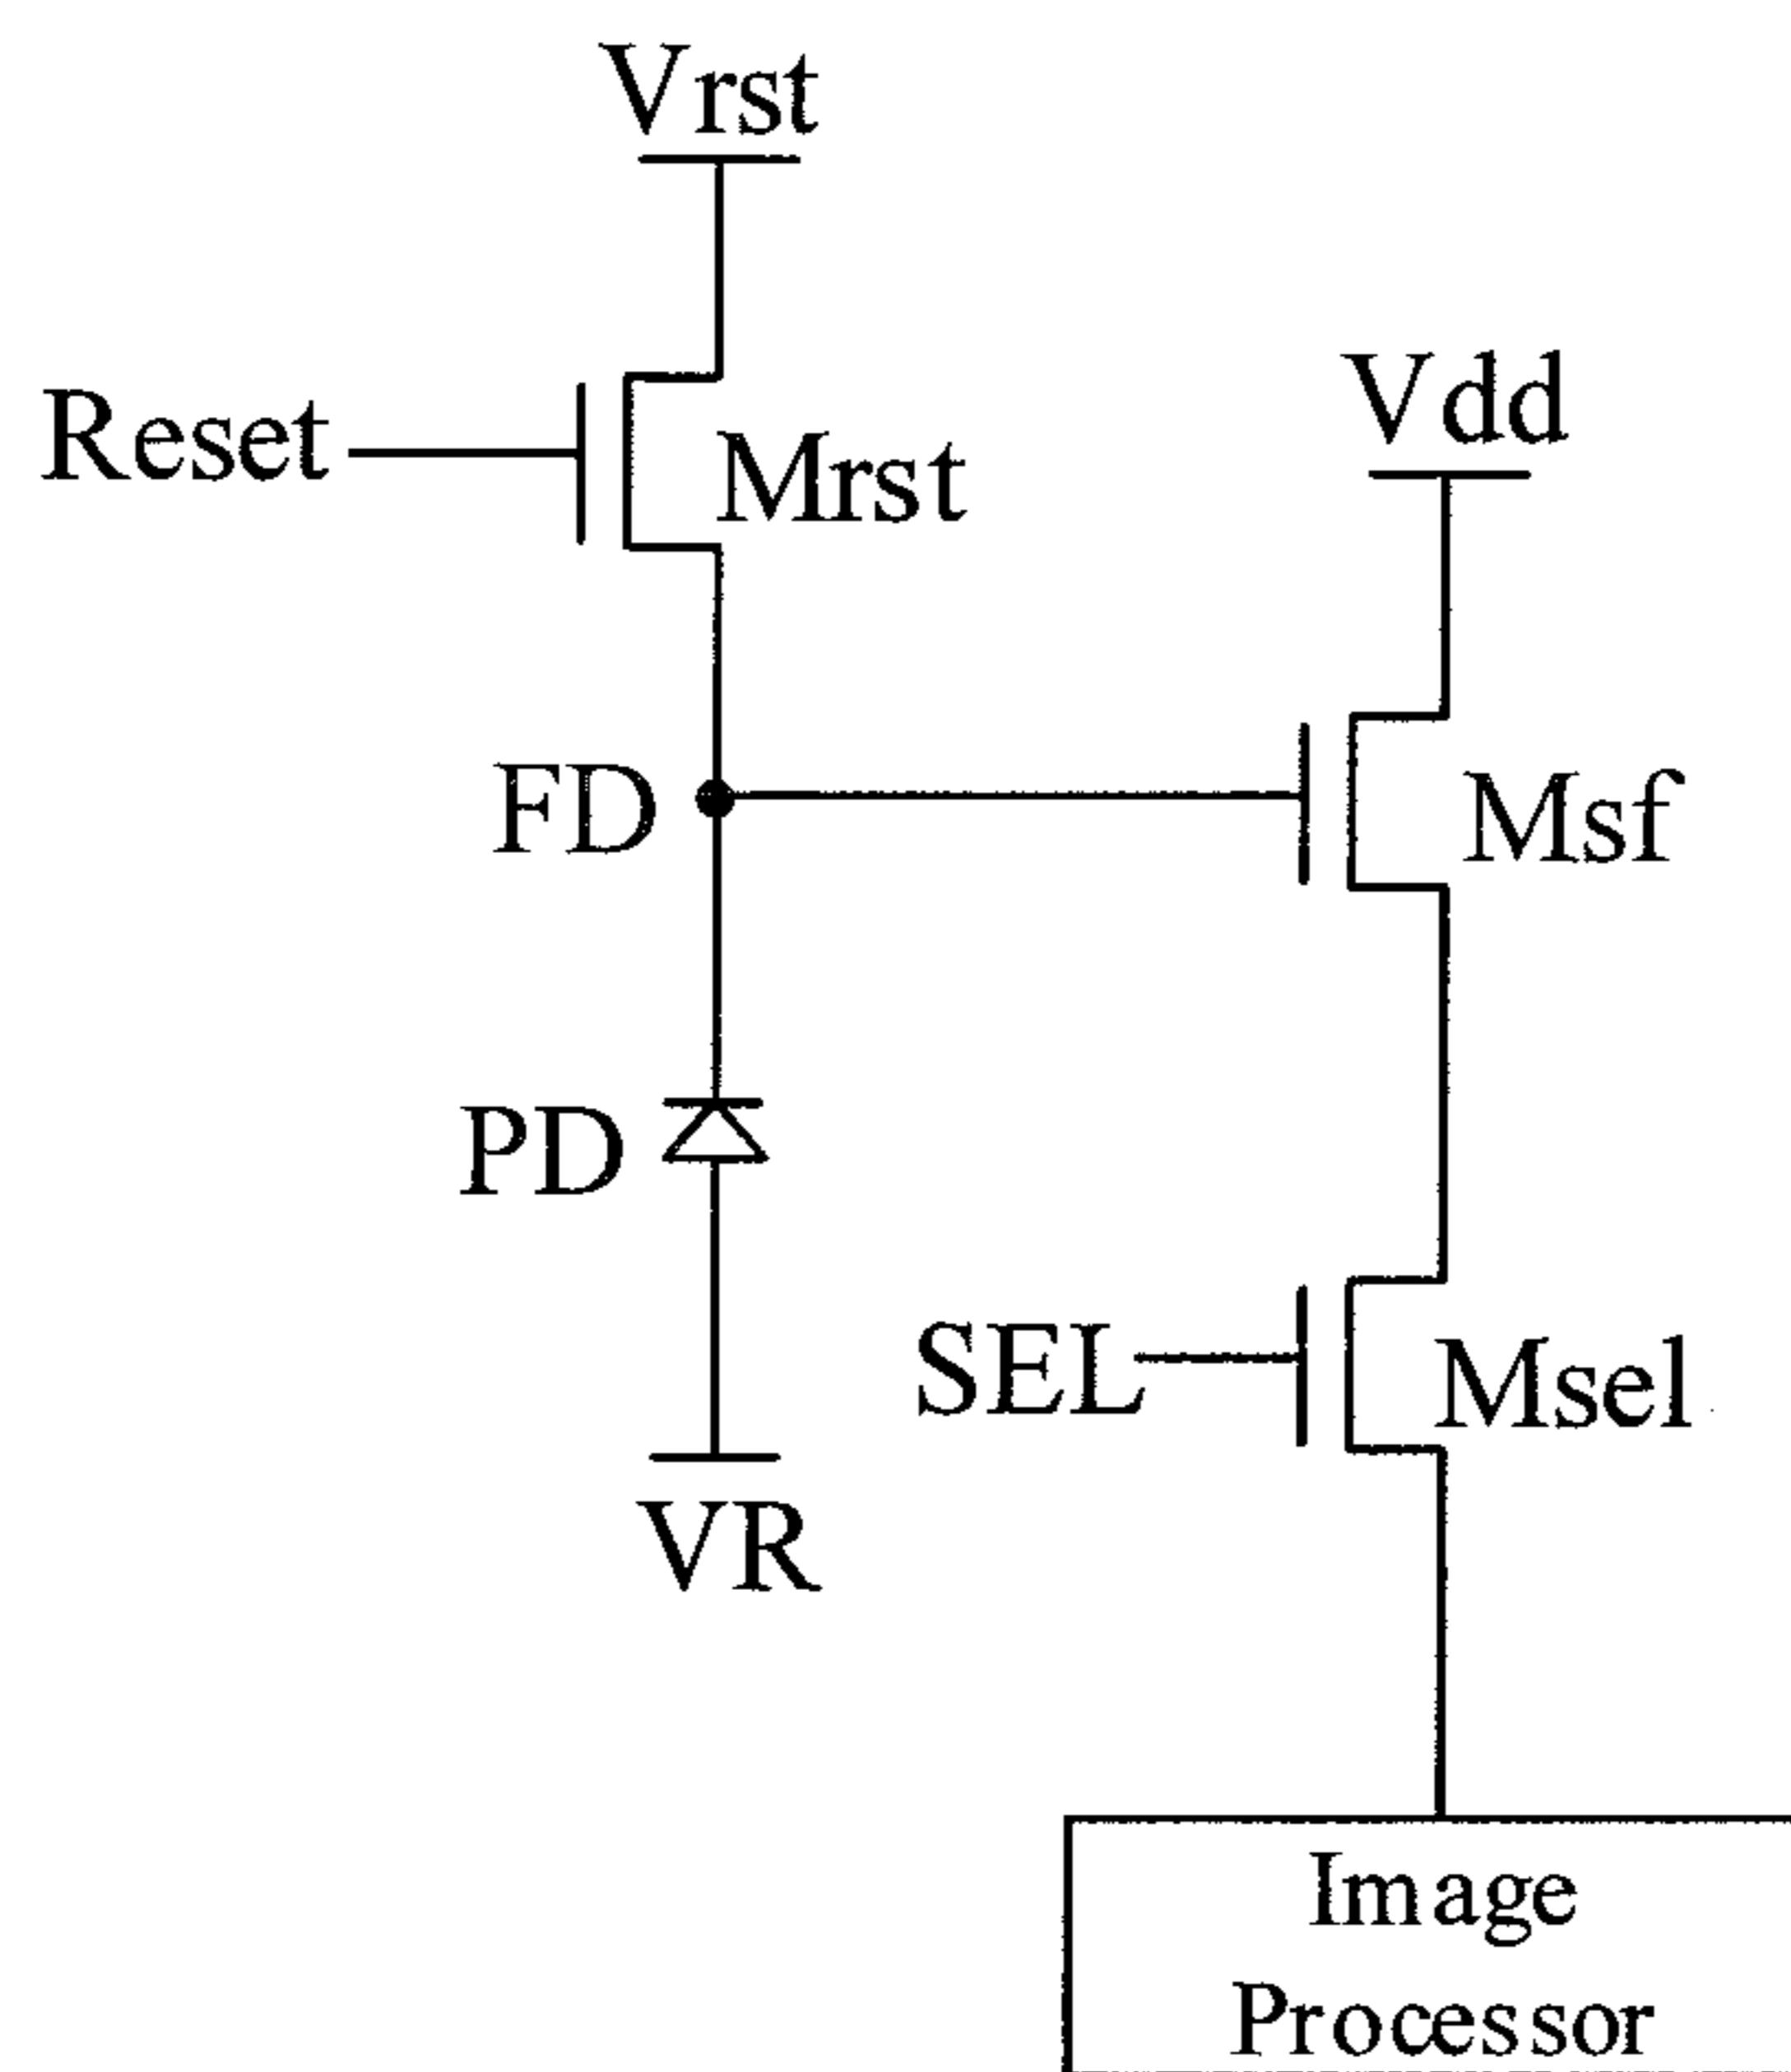 Vrst
Reset
Mrst
Vdd
FD
Msf
PD
SEL
Msel
VR
Image
Processor